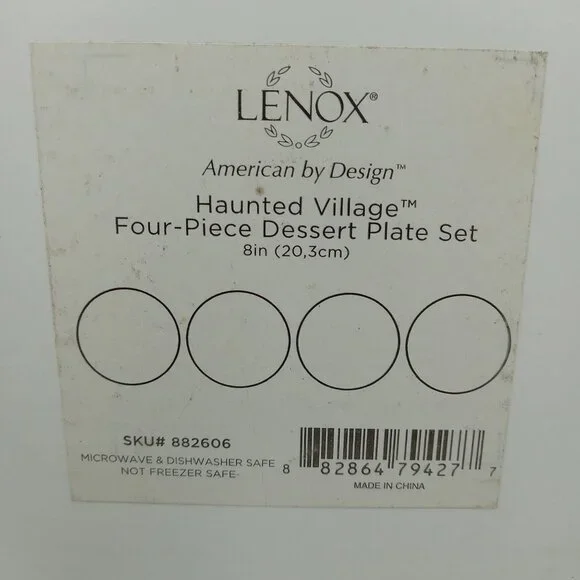 LENOX®
American by Design™
Haunted Village™
Four-Piece Dessert Plate Set
8in (20,3cm)
SKU# 882606
MICROWAVE & DISHWASHER SAFE
NOT FREEZER SAFE
8 82864 79427 7
MADE IN CHINA